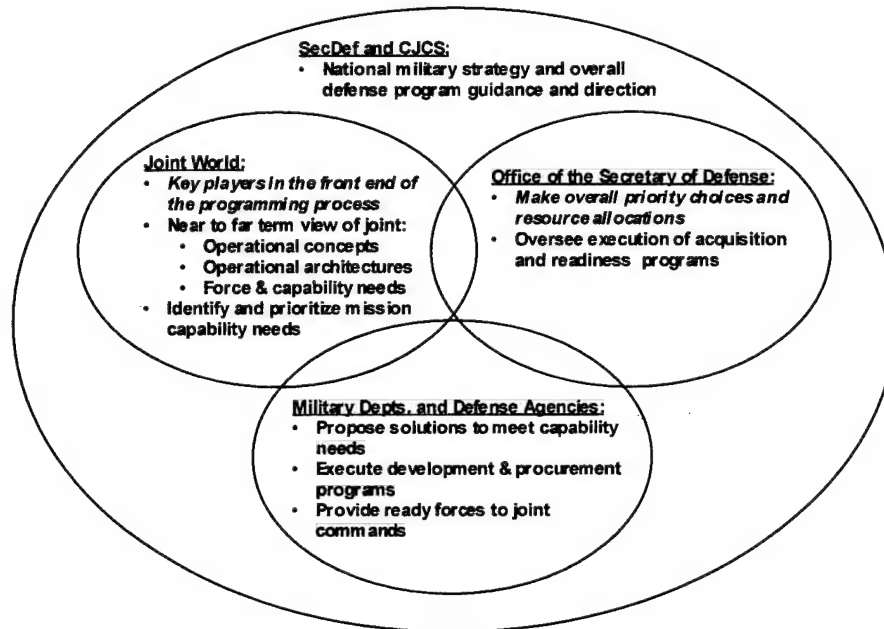 SecDef and CJCS:
• National military strategy and overall
defense program guidance and direction
Joint World:
• Key players in the front end of
the programming process
• Near to far term view of joint:
• Operational concepts
• Operational architectures
• Force & capability needs
• Identify and prioritize mission
capability needs
Office of the Secretary of Defense:
• Make overall priority choices and
resource allocations
• Oversee execution of acquisition
and readiness programs
Military Depts. and Defense Agencies:
• Propose solutions to meet capability
needs
• Execute development & procurement
programs
• Provide ready forces to joint
commands